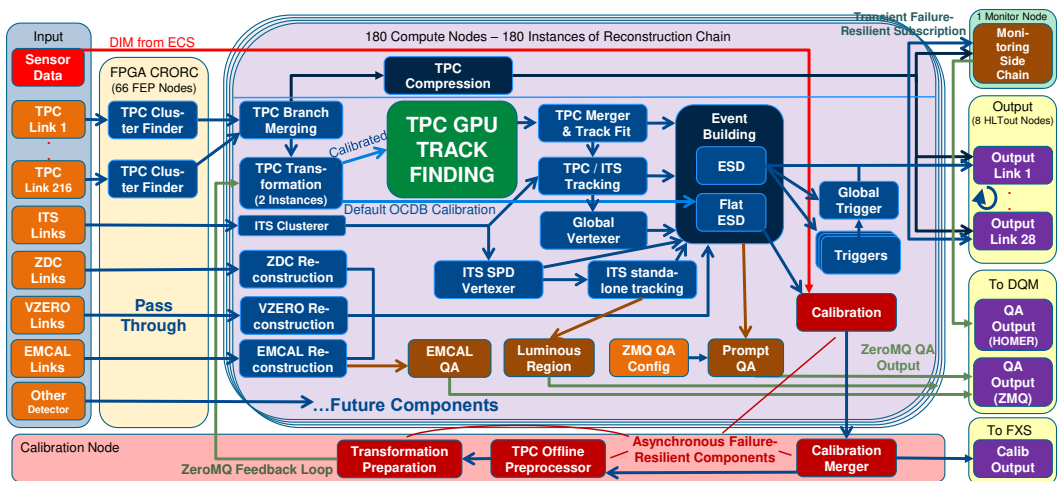 Input
Sensor
Data
TPC
Link 1
TPC
Link 216
ITS
Links
ZDC
Links
VZERO
Links
EMCAL
Links
Other
Detector
DIM from ECS
FPGA CRORC
(66 FEP Nodes)
TPC Clus-
ter Finder
TPC Clus-
ter Finder
Pass
Through
180 Compute Nodes – 180 Instances of Reconstruction Chain
TPC
Compression
TPC Branch
Merging
TPC Trans-
formation
(2 Instances)
Calibrated
TPC GPU
TRACK
FINDING
Default OCDB Calibration
TPC Merger
& Track Fit
TPC / ITS
Tracking
Global
Vertexer
Event
Building
ESD
Flat
ESD
Global
Trigger
Triggers
ITS Clusterer
ITS SPD
Vertexer
ITS standa-
lone tracking
ZDC Re-
construction
VZERO Re-
construction
EMCAL Re-
construction
Calibration
EMCAL
QA
Luminous
Region
ZMQ QA
Config
Prompt
QA
ZeroMQ QA
Output
...Future Components
Transient Failure-
Resilient Subscription
1 Monitor Node
Moni-
toring
Side
Chain
Output
(8 HLTout Nodes)
Output
Link 1
Output
Link 28
To DQM
QA
Output
(HOMER)
QA
Output
(ZMQ)
To FXS
Calib
Output
Calibration Node
ZeroMQ Feedback Loop
Transformation
Preparation
TPC Offline
Preprocessor
Asynchronous Failure-
Resilient Components
Calibration
Merger